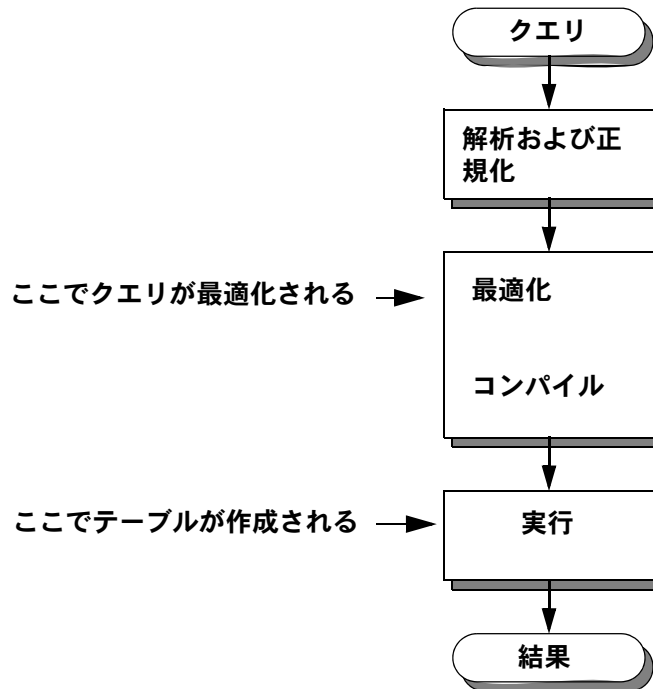 クエリ
解析および正
規化
ここでクエリが最適化される
最適化
コンパイル
ここでテーブルが作成される
実行
結果